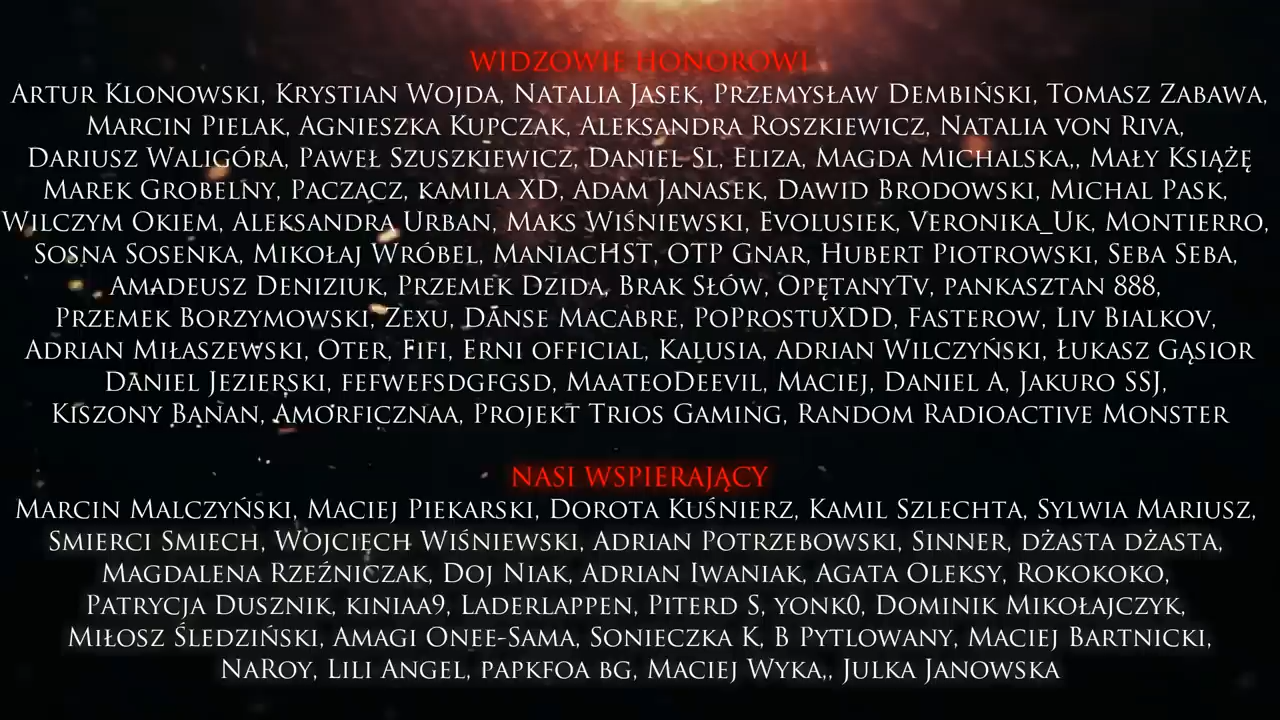 WIDZOWIE HONOROWI
Artur Klonowski, Krystian Wojda, Natalia Jasek, Przemysław Dembiński, Tomasz Zabawa,
Marcin Pielak, Agnieszka Kupczak, Aleksandra Roszkiewicz, Natalia von Riva,
Dariusz Waligóra, Paweł Szuszkiewicz, Daniel Sl, Eliza, Magda Michalska,, Mały Książę
Marek Grobelny, Paczacz, kamila XD, Adam Janasek, Dawid Brodowski, Michal Pask,
Wilczym Okiem, Aleksandra Urban, Maks Wiśniewski, Evolusiek, Veronika_Uk, Montierro,
Sosna Sosenka, Mikołaj Wróbel, ManiacHST, OTP Gnar, Hubert Piotrowski, Seba Seba,
Amadeusz Deniziuk, Przemek Dzida, Brak Słów, OpętanyTv, pankasztan 888,
Przemek Borzymowski, Zexu, Danse Macabre, PoProstuXDD, Fasterow, Liv Bialkov,
Adrian Miłaszewski, Oter, Fifi, Erni official, Kalusia, Adrian Wilczyński, Łukasz Gąsior
Daniel Jezierski, fefwefsdgfgsd, MaateoDeevil, Maciej, Daniel A, Jakuro SSJ,
Kiszony Banan, Amorficznaa, Projekt Trios Gaming, Random Radioactive Monster
NASI WSPIERAJĄCY
Marcin Malczyński, Maciej Piekarski, Dorota Kuśnierz, Kamil Szlechta, Sylwia Mariusz,
Smierci Smiech, Wojciech Wiśniewski, Adrian Potrzebowski, Sinner, dżasta dżasta,
Magdalena Rzeźniczak, Doj Niak, Adrian Iwaniak, Agata Oleksy, Rokokoko,
Patrycja Dusznik, kiniaa9, Laderlappen, Piterd S, yonk0, Dominik Mikołajczyk,
Miłosz Śledziński, Amagi Onee-Sama, Sonieczka K, B Pytlowany, Maciej Bartnicki,
NaRoy, Lili Angel, papkfoa bg, Maciej Wyka,, Julka Janowska